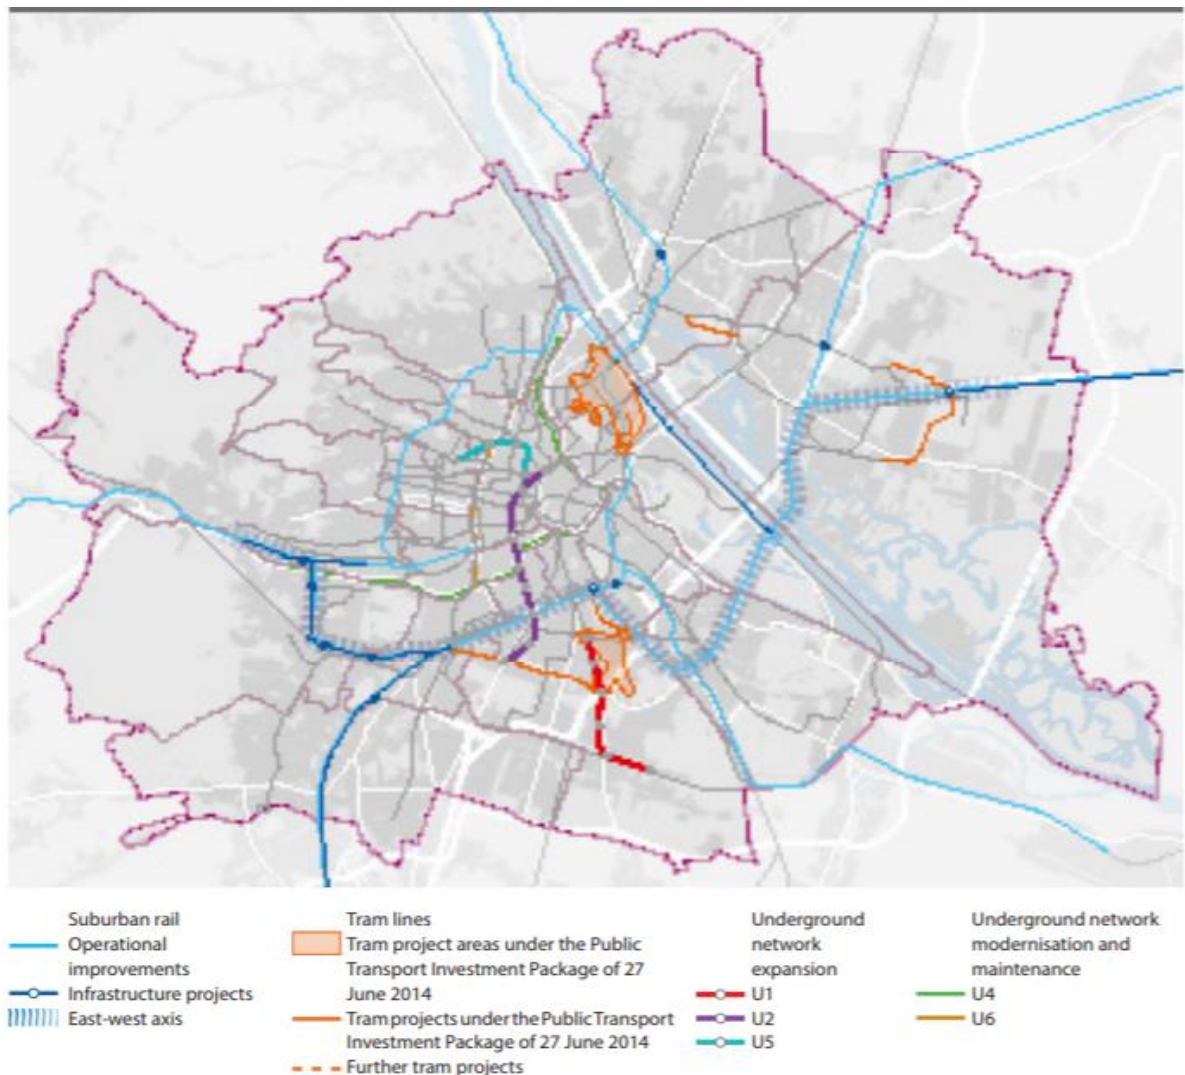 Suburban rail
Operational
improvements
Infrastructure projects
East-west axis
Tram lines
Tram project areas under the Public
Transport Investment Package of 27
June 2014
Tram projects under the Public Transport
Investment Package of 27 June 2014
Further tram projects
Underground
network
expansion
U1
U2
U5
Underground network
modernisation and
maintenance
U4
U6